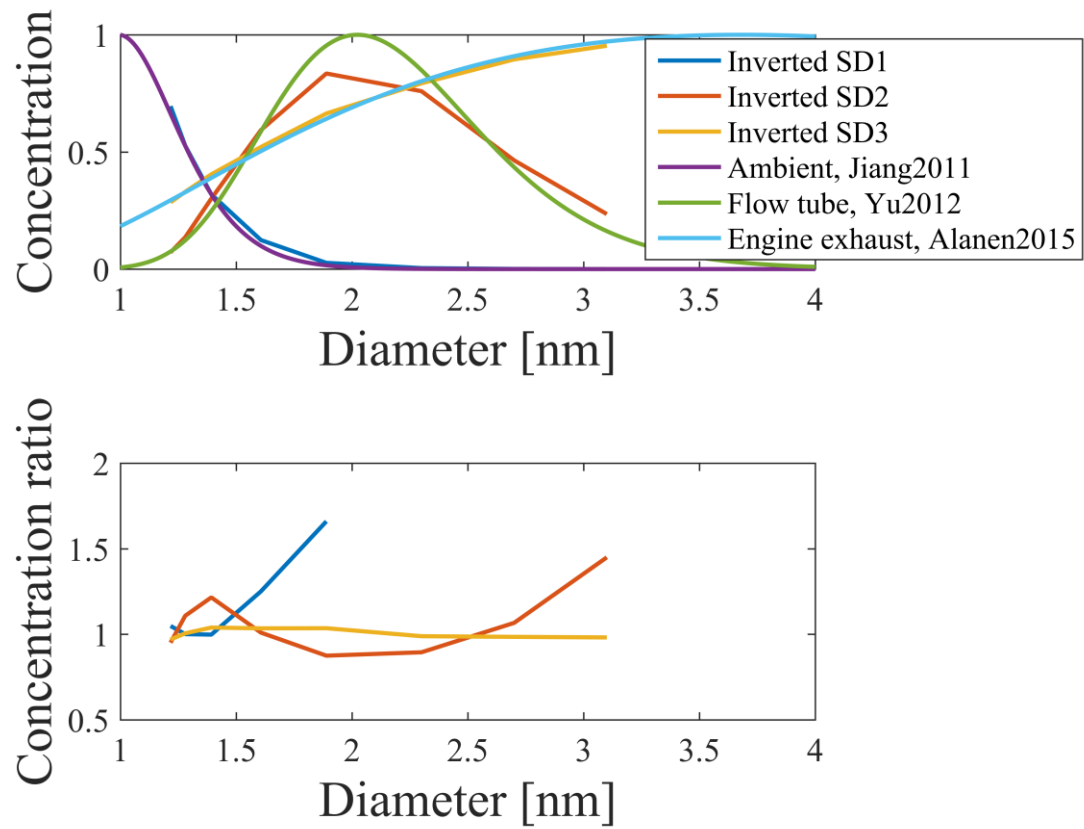 Concentration
1
0.5
0
Inverted SD1
Inverted SD2
Inverted SD3
Ambient, Jiang2011
Flow tube, Yu2012
Engine exhaust, Alanen2015
1 1.5 2 2.5 3 3.5 4
Diameter [nm]
Concentration ratio
2
1.5
1
0.5
1 1.5 2 2.5 3 3.5 4
Diameter [nm]